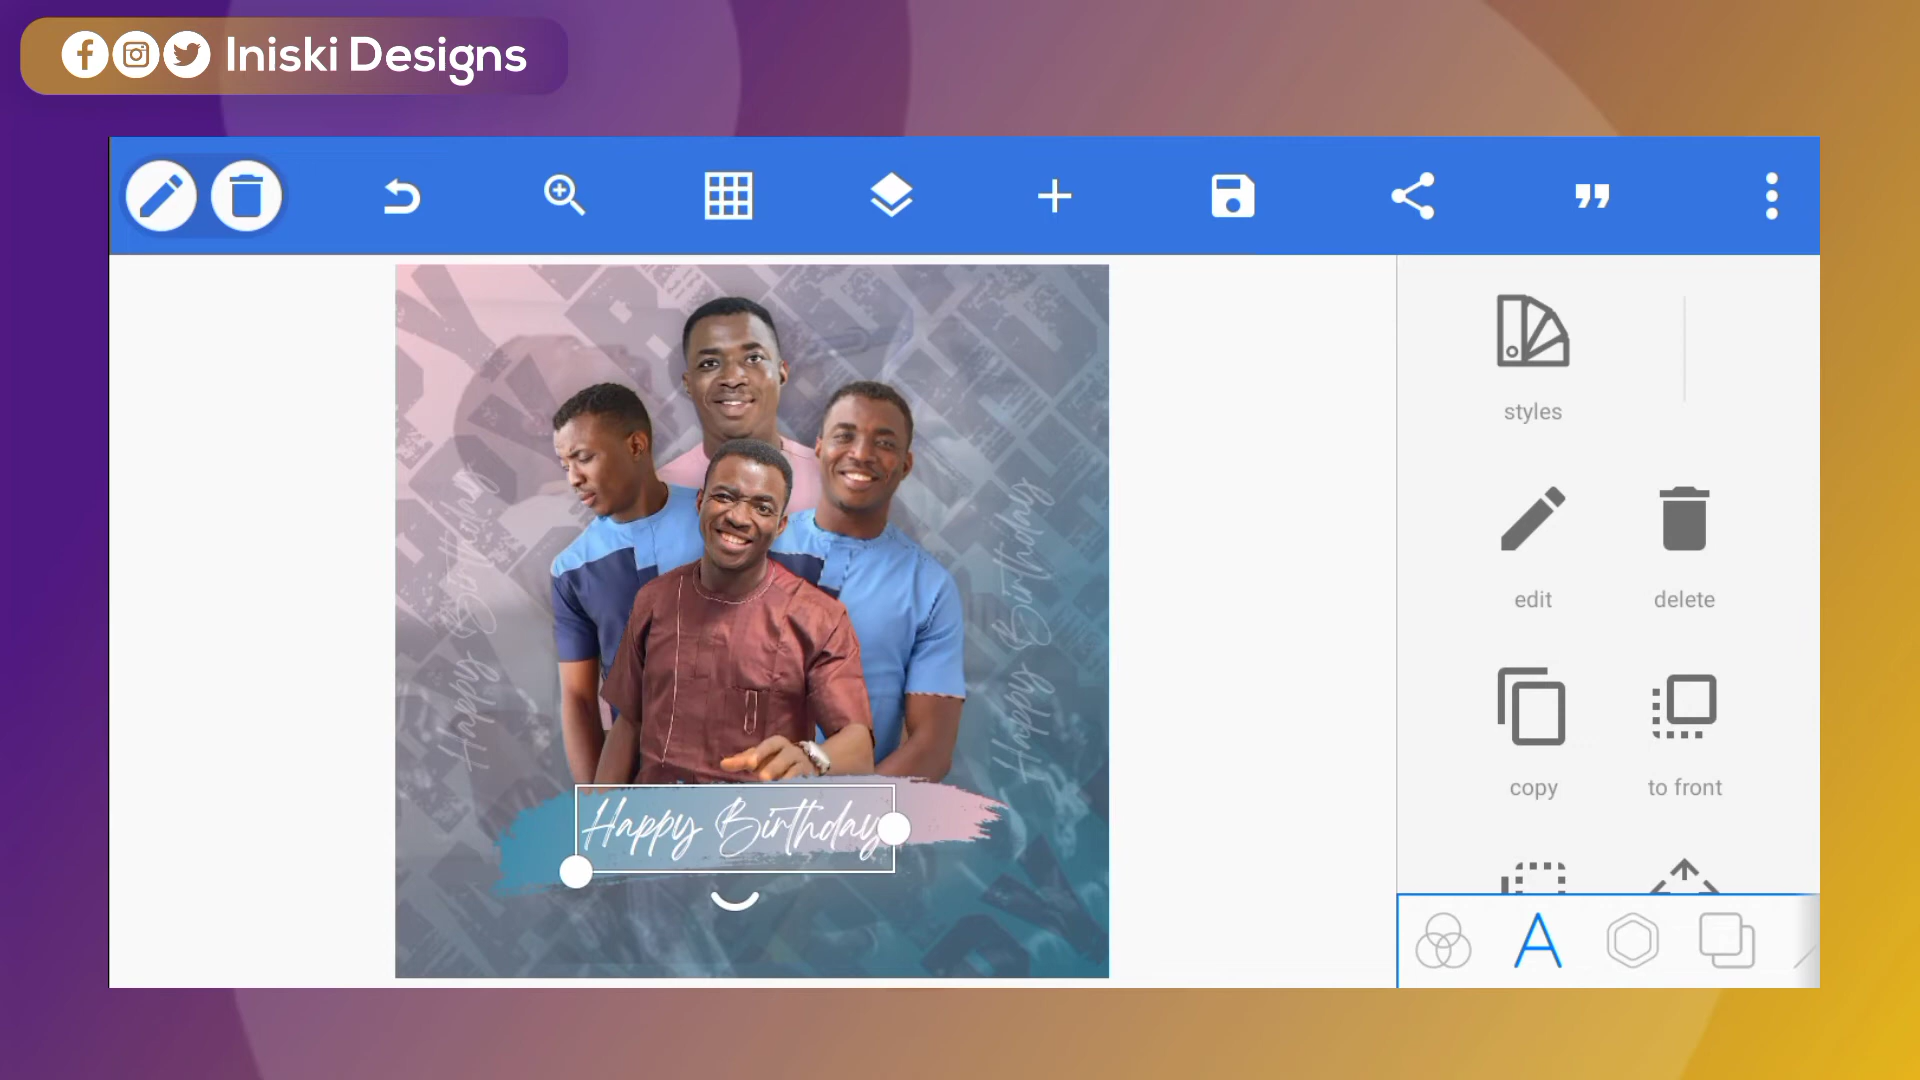 Iniski Designs
styles
edit
delete
copy
to front
Happy Birthday
Happy Birthday
Happy Birthday